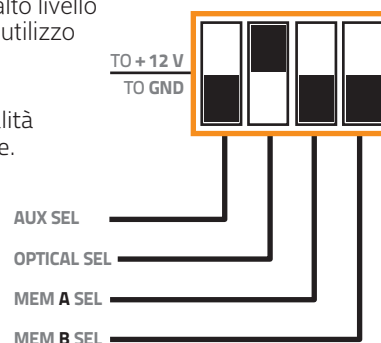 alto livello
utilizzo
TO + 12 V
TO GND
lità
e.
AUX SEL
OPTICAL SEL
MEM A SEL
MEM B SEL